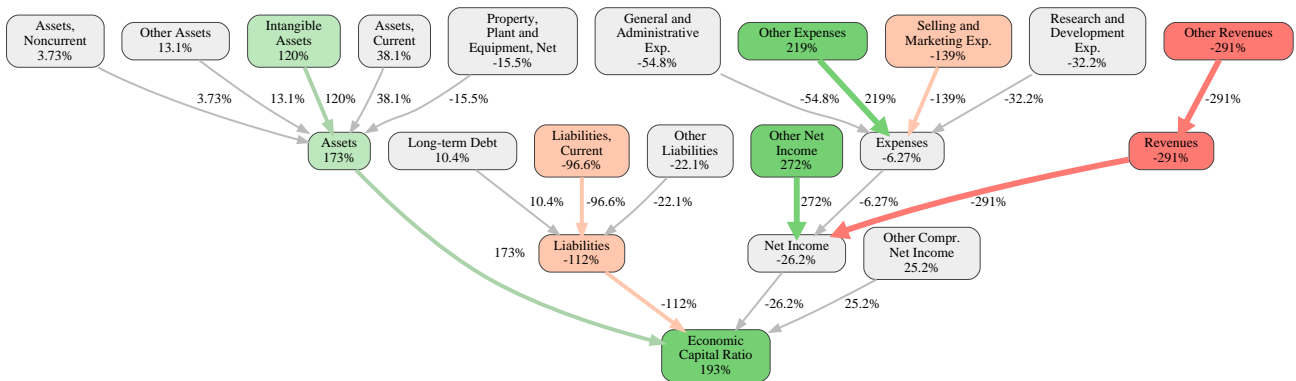 Assets,
Noncurrent
3.73%
Other Assets
13.1%
Intangible
Assets
120%
Assets,
Current
38.1%
Property,
Plant and
Equipment, Net
-15.5%
General and
Administrative
Exp.
-54.8%
Other Expenses
219%
Selling and
Marketing Exp.
-139%
Research and
Development
Exp.
-32.2%
Other Revenues
-291%
3.73%
13.1%
120%
38.1%
-15.5%
-54.8%
219%
-139%
-32.2%
-291%
Assets
173%
Long-term Debt
10.4%
Liabilities,
Current
-96.6%
Other
Liabilities
-22.1%
Other Net
Income
272%
Expenses
-6.27%
Revenues
-291%
10.4%
-96.6%
-22.1%
272%
-6.27%
-291%
173%
Liabilities
-112%
Net Income
-26.2%
Other Compr.
Net Income
25.2%
-112%
-26.2%
25.2%
Economic
Capital Ratio
193%